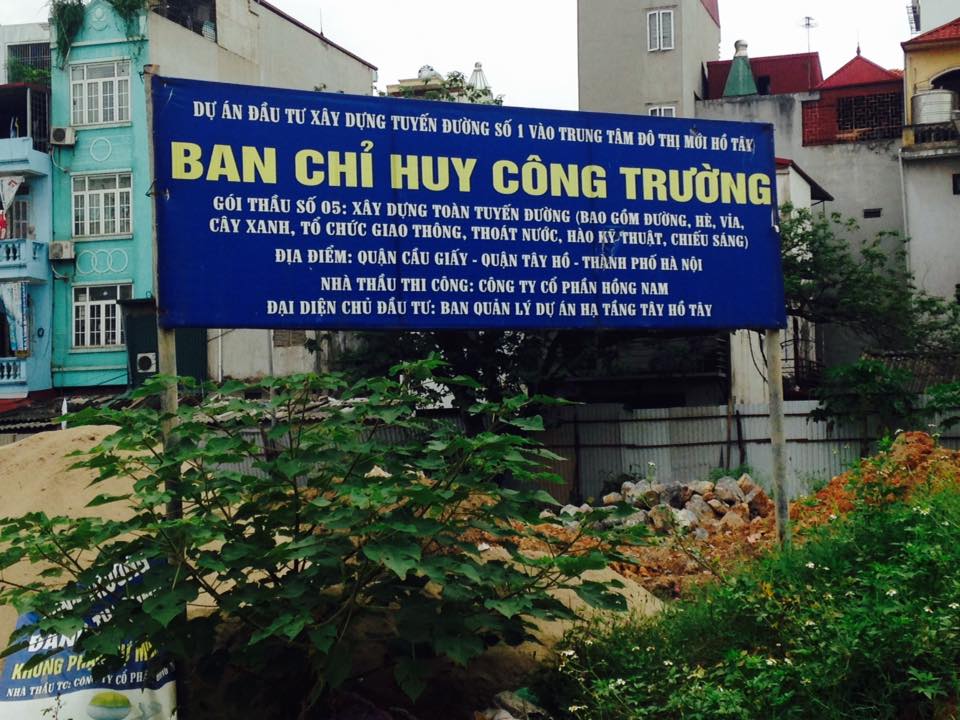 DỰ ÁN ĐẦU TƯ XÂY DỰNG TUYẾN ĐƯỜNG SỐ 1 VÀO TRUNG TÂM ĐÔ THỊ MỚI HỒ TÂY
BAN CHỈ HUY CÔNG TRƯỜNG
GÓI THẦU SỐ 05: XÂY DỰNG TOÀN TUYẾN ĐƯỜNG (BAO GỒM ĐƯỜNG, HÈ, VỈA,
CÂY XANH, TỔ CHỨC GIAO THÔNG, THOÁT NƯỚC, HÀO KỸ THUẬT, CHIẾU SÁNG)
ĐỊA ĐIỂM: QUẬN CẦU GIẤY - QUẬN TÂY HỒ - THÀNH PHỐ HÀ NỘI
NHÀ THẦU THI CÔNG: CÔNG TY CỔ PHẦN HỒNG NAM
ĐẠI DIỆN CHỦ ĐẦU TƯ: BAN QUẢN LÝ DỰ ÁN HẠ TẦNG TÂY HỒ TÂY
ĐANG
KHÔNG PH
NHÀ THẦU TC: CÔNG TY CỔ PH